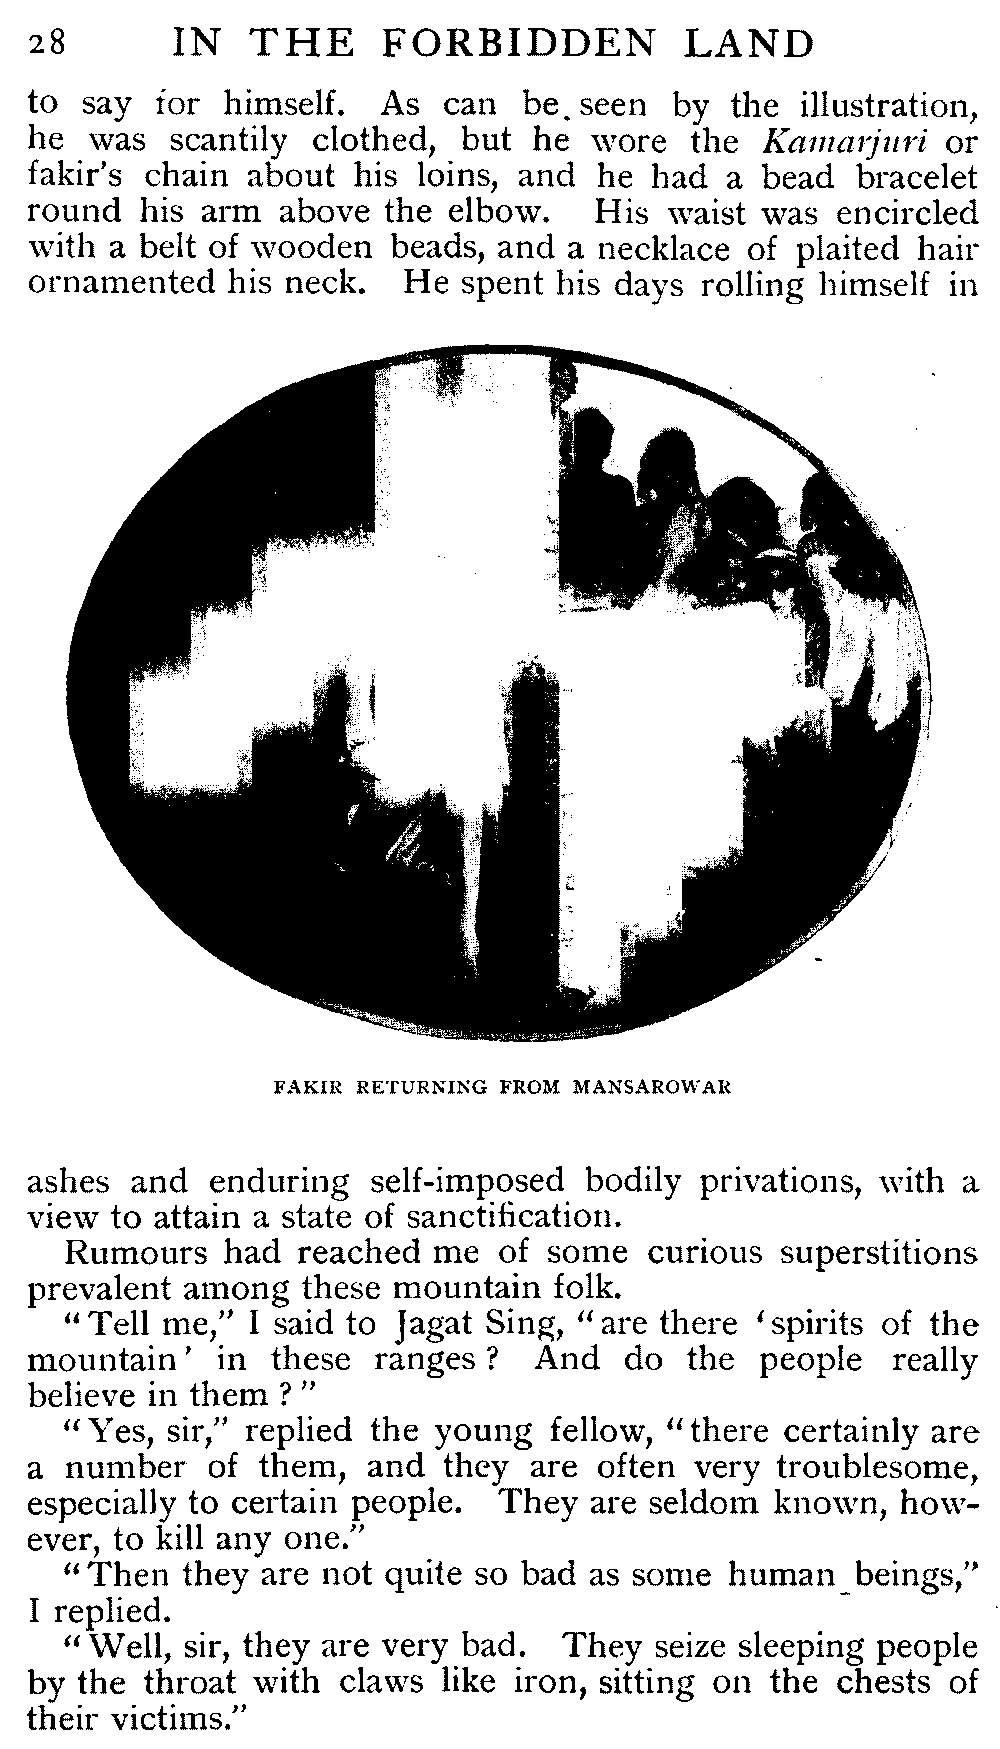 28 IN THE FORBIDDEN LAND
to say for himself. As can be seen by the illustration,
he was scantily clothed, but he wore the Kamarjuri or
fakir's chain about his loins, and he had a bead bracelet
round his arm above the elbow. His waist was encircled
with a belt of wooden beads, and a necklace of plaited hair
ornamented his neck. He spent his days rolling himself in
FAKIR RETURNING FROM MANSAROWAR
ashes and enduring self-imposed bodily privations, with a
view to attain a state of sanctification.
Rumours had reached me of some curious superstitions
prevalent among these mountain folk.
"Tell me," I said to Jagat Sing, "are there 'spirits of the
mountain' in these ranges? And do the people really
believe in them?"
"Yes, sir," replied the young fellow, "there certainly are
a number of them, and they are often very troublesome,
especially to certain people. They are seldom known, how-
ever, to kill any one."
"Then they are not quite so bad as some human beings,"
I replied.
"Well, sir, they are very bad. They seize sleeping people
by the throat with claws like iron, sitting on the chests of
their victims."